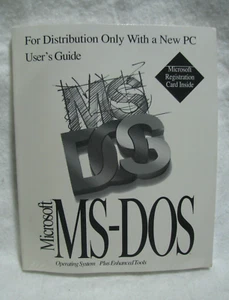 For Distribution Only With a New PC
User's Guide
Microsoft
Registration
Card Inside
MS
DOS
Microsoft
MS-DOS
Operating System Plus Enhanced Tools